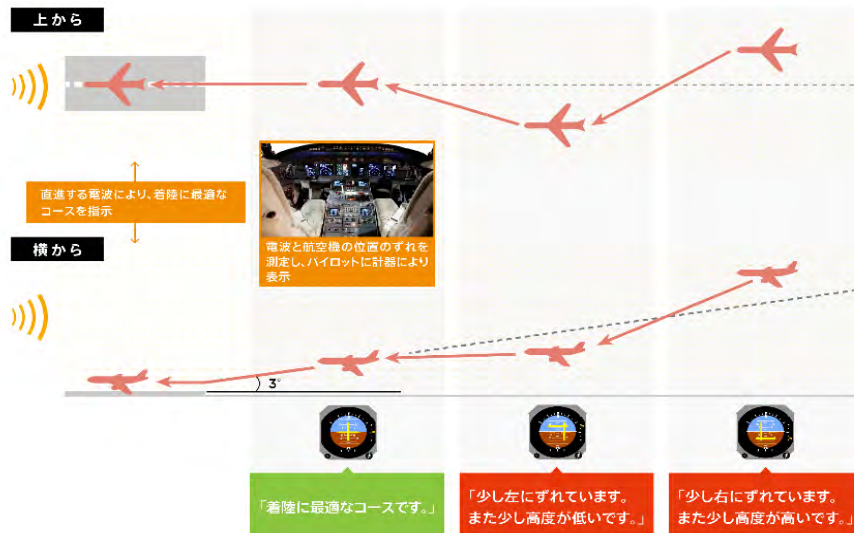 上から
直進する電波により、着陸に最適な
コースを指示
電波と航空機の位置のずれを
測定し、パイロットに計器により
表示
横から
3°
「着陸に最適なコースです。」
「少し左にずれています。
また少し高度が低いです。」
「少し右にずれています。
また少し高度が高いです。」